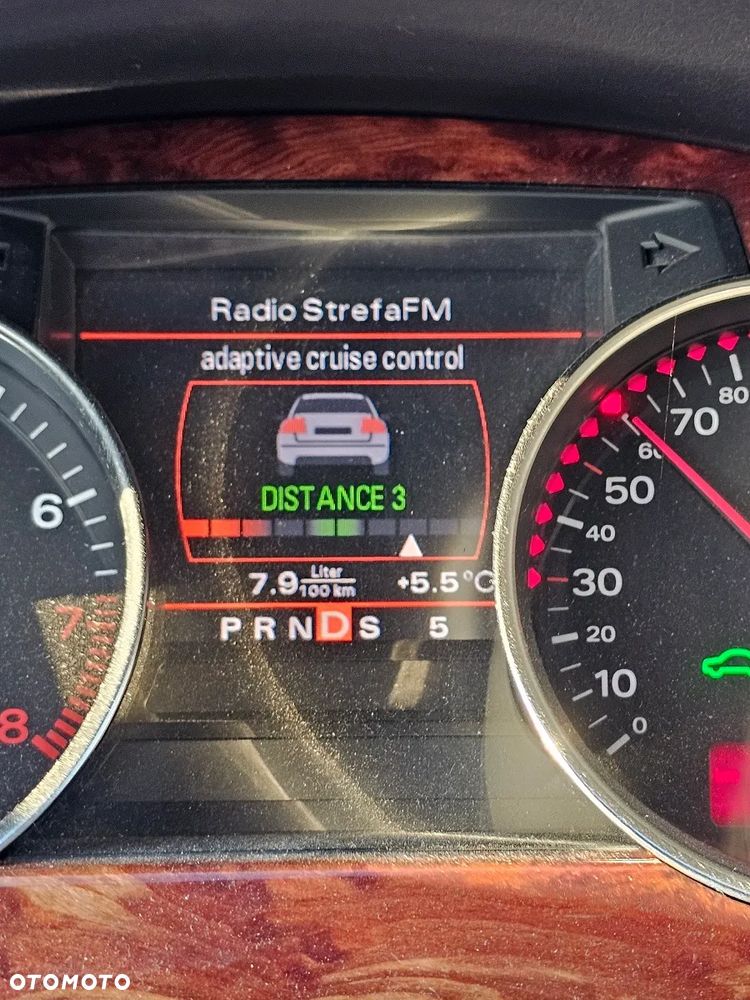 Radio StrefaFM
adaptive cruise control
DISTANCE 3
7.9 Liter/100 km +5.5°C
P R N D S 5
6
7
8
80
70
60
50
40
30
20
10
0
OTOMOTO